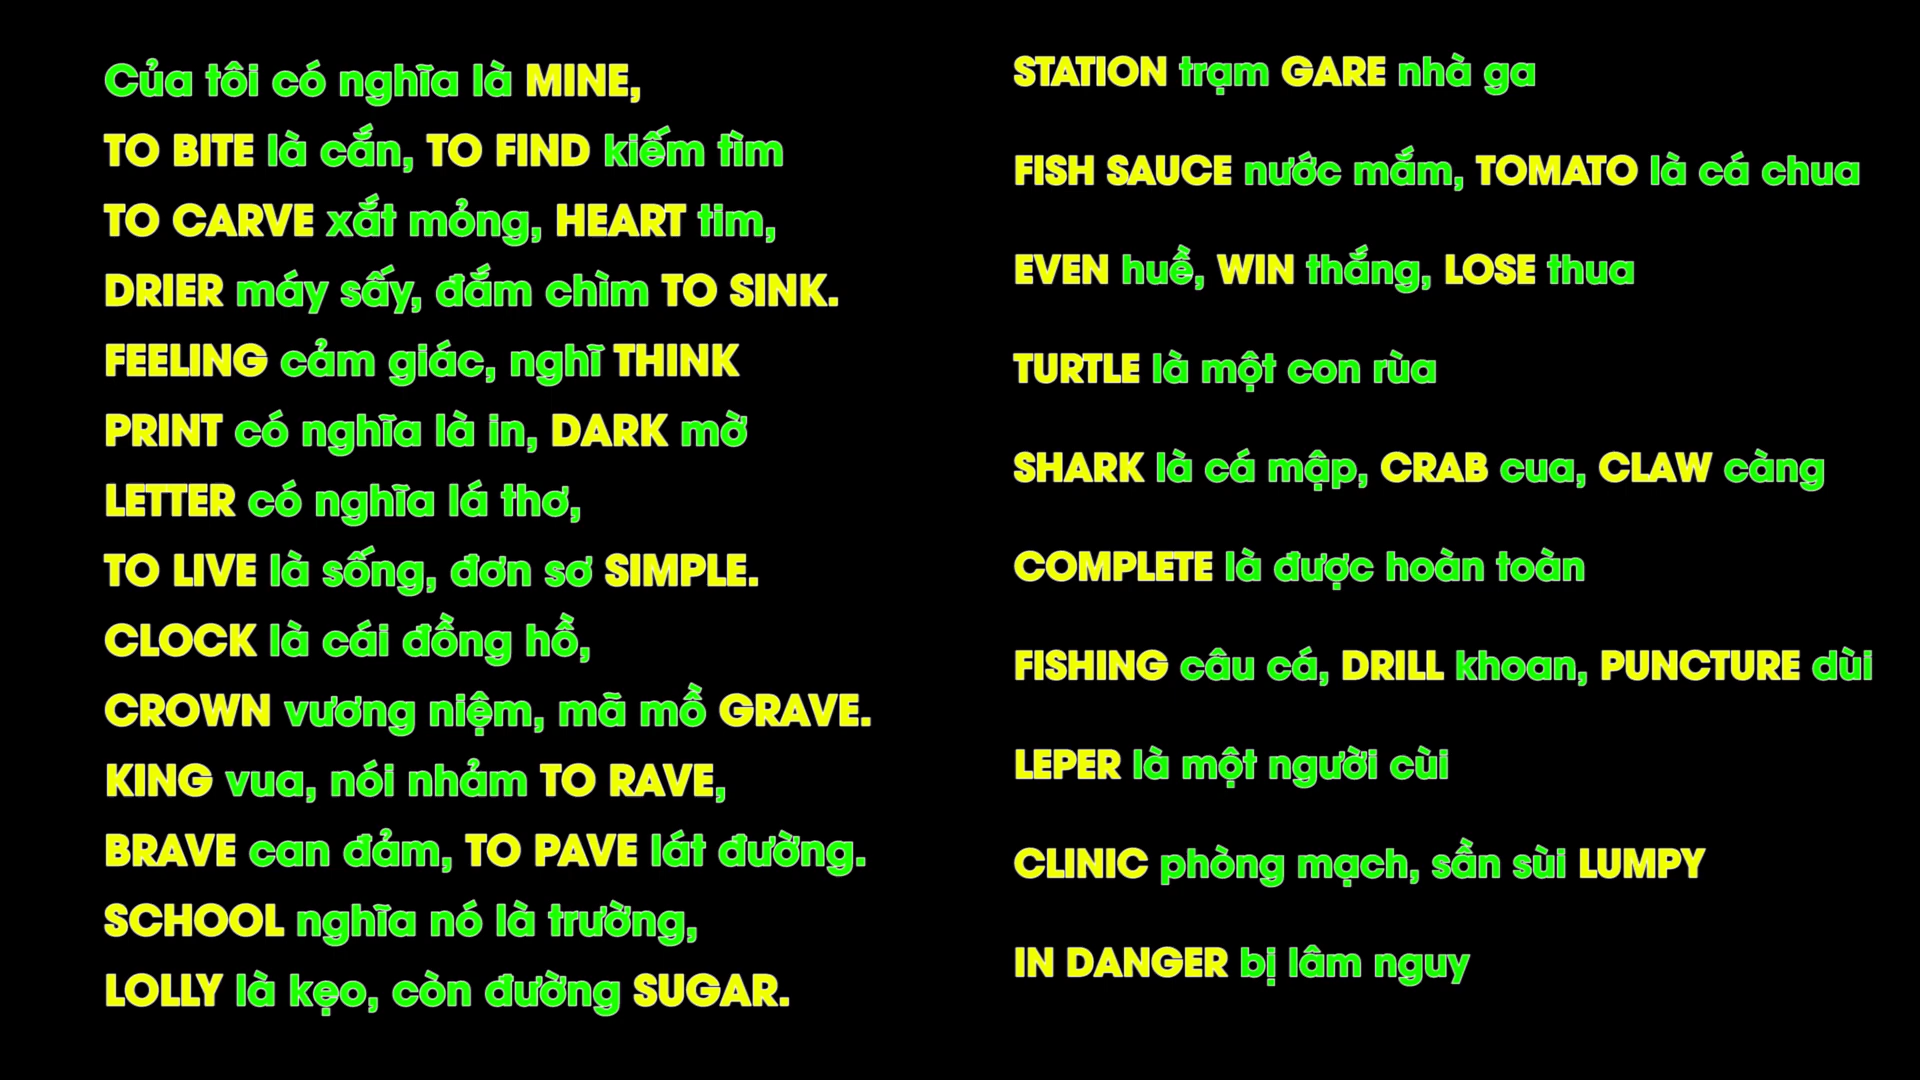 Của tôi có nghĩa là MINE,
TO BITE là cắn, TO FIND kiếm tìm
TO CARVE xắt mỏng, HEART tim,
DRIER máy sấy, đắm chìm TO SINK.
FEELING cảm giác, nghĩ THINK
PRINT có nghĩa là in, DARK mờ
LETTER có nghĩa lá thơ,
TO LIVE là sống, đơn sơ SIMPLE.
CLOCK là cái đồng hồ,
CROWN vương niệm, mã mồ GRAVE.
KING vua, nói nhảm TO RAVE,
BRAVE can đảm, TO PAVE lát đường.
SCHOOL nghĩa nó là trường,
LOLLY là kẹo, còn đường SUGAR.
STATION trạm GARE nhà ga
FISH SAUCE nước mắm, TOMATO là cá chua
EVEN huề, WIN thắng, LOSE thua
TURTLE là một con rùa
SHARK là cá mập, CRAB cua, CLAW càng
COMPLETE là được hoàn toàn
FISHING câu cá, DRILL khoan, PUNCTURE dùi
LEPER là một người cùi
CLINIC phòng mạch, sần sùi LUMPY
IN DANGER bị lâm nguy